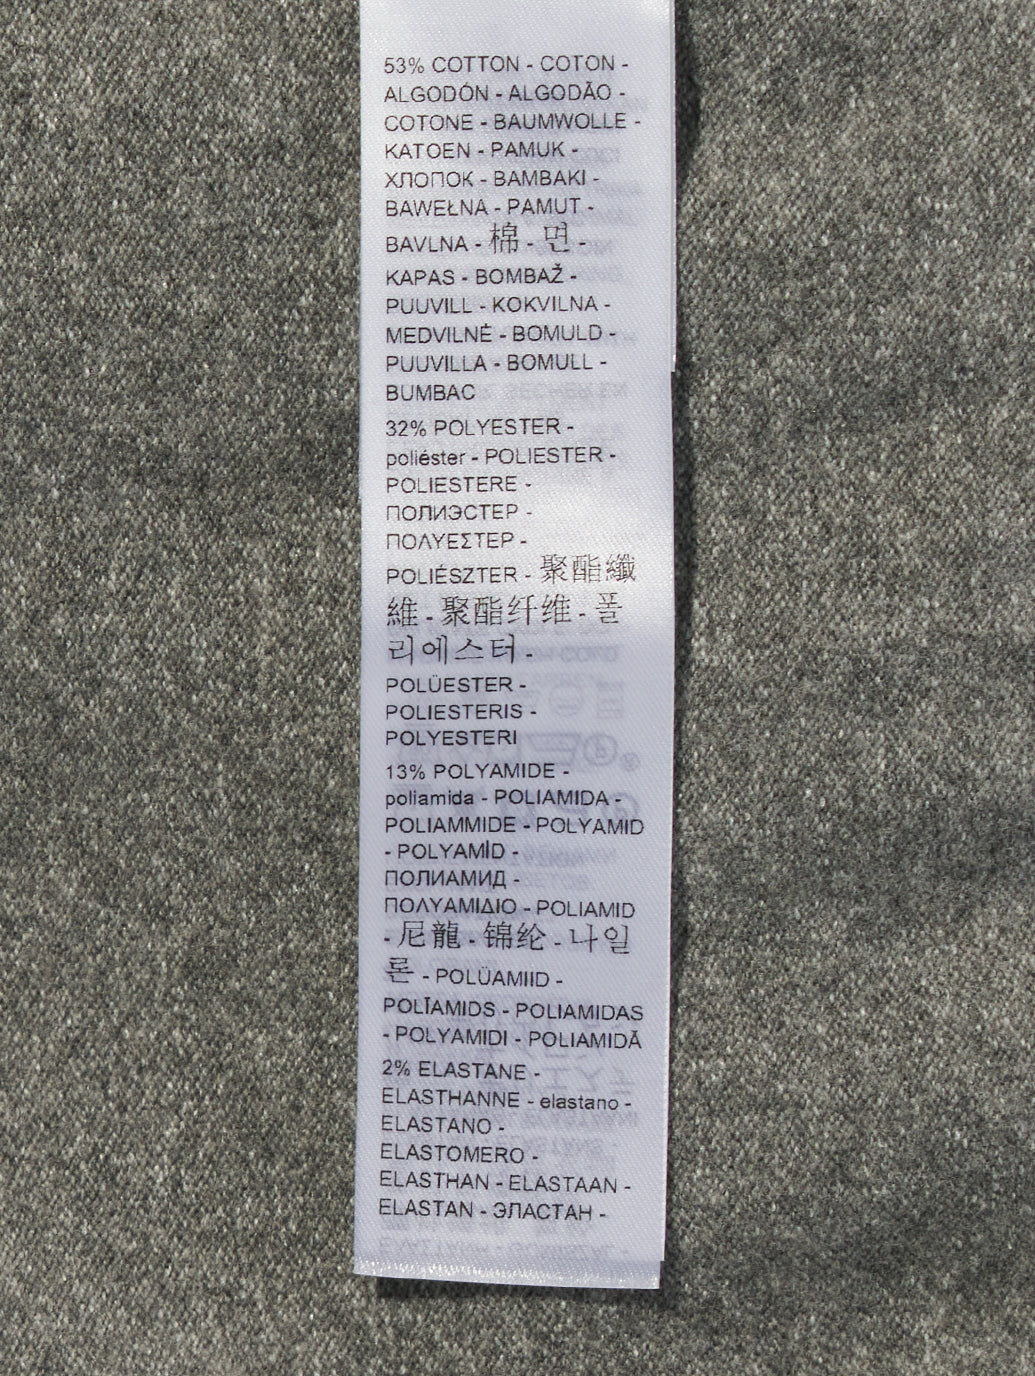 53% COTTON - COTON -
ALGODÓN - ALGODÃO -
COTONE - BAUMWOLLE -
KATOEN - PAMUK -
ХЛОПОК - BAMBAKI -
BAWEŁNA - PAMUT -
BAVLNA - 棉 - 면 -
KAPAS - BOMBAŽ -
PUUVILL - KOKVILNA -
MEDVILNĖ - BOMULD -
PUUVILLA - BOMULL -
BUMBAC
32% POLYESTER -
poliéster - POLIESTER -
POLIESTERE -
ПОЛИЭСТЕР -
ΠΟΛΥΕΣΤΕΡ -
POLIÉSZTER - 聚酯纖
維 - 聚酯纤维 - 폴
리에스터 -
POLÜESTER -
POLIESTERIS -
POLYESTERI
13% POLYAMIDE -
poliamida - POLIAMIDA -
POLIAMMIDE - POLYAMID
- POLYAMİD -
ПОЛИАМИД -
ΠΟΛΥΑΜΙΔΙΟ - POLIAMID
- 尼龍 - 锦纶 - 나일
론 - POLÜAMIID -
POLĪAMIDS - POLIAMIDAS
- POLYAMIDI - POLIAMIDĂ
2% ELASTANE -
ELASTHANNE - elastano -
ELASTANO -
ELASTOMERO -
ELASTHAN - ELASTAAN -
ELASTAN - ЭЛАСТАН -